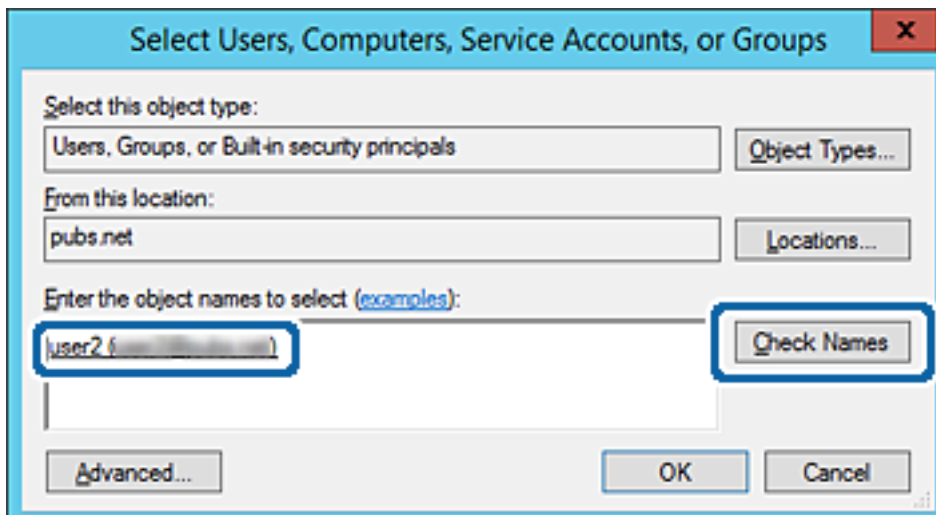 Select Users, Computers, Service Accounts, or Groups
x
Select this object type:
Users, Groups, or Built-in security principals
Object Types...
From this location:
pubs.net
Locations...
Enter the object names to select (examples):
user2 (
)
Check Names
Advanced...
OK
Cancel